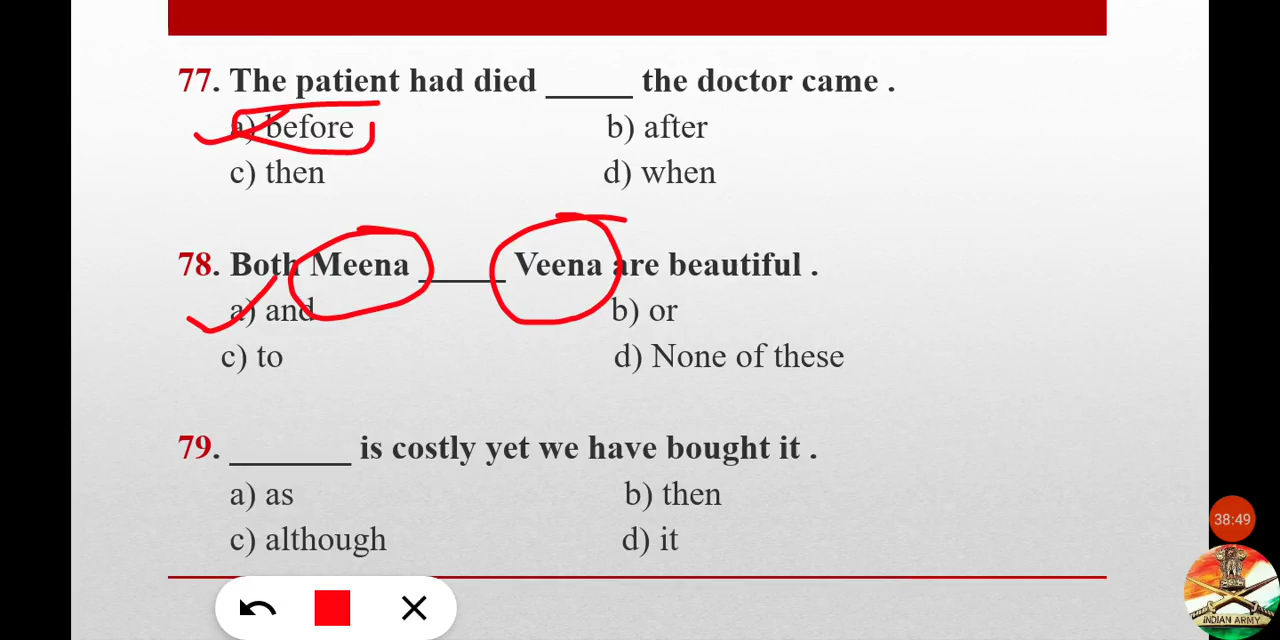 77. The patient had died _____ the doctor came .
a) before b) after
c) then d) when
78. Both Meena _____ Veena are beautiful .
a) and b) or
c) to d) None of these
79. _______ is costly yet we have bought it .
a) as b) then
c) although d) it
38:49
INDIAN ARMY